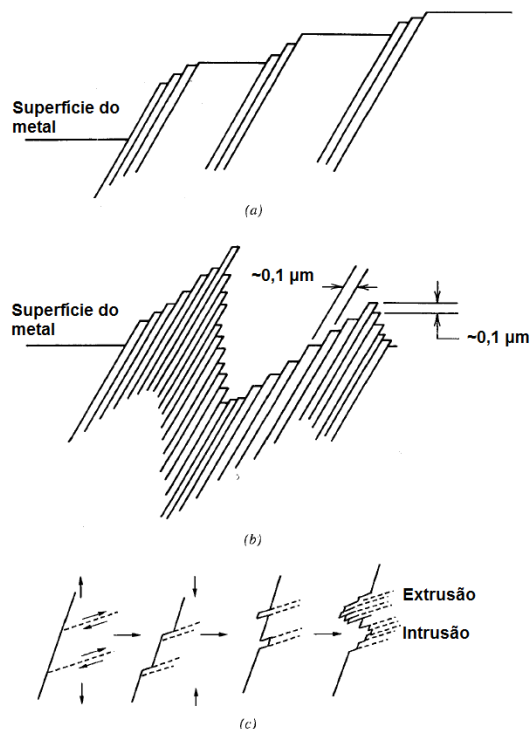 Superfície do
metal
(a)
~0,1 µm
Superfície do
metal
~0,1 µm
(b)
Extrusão
Intrusão
(c)